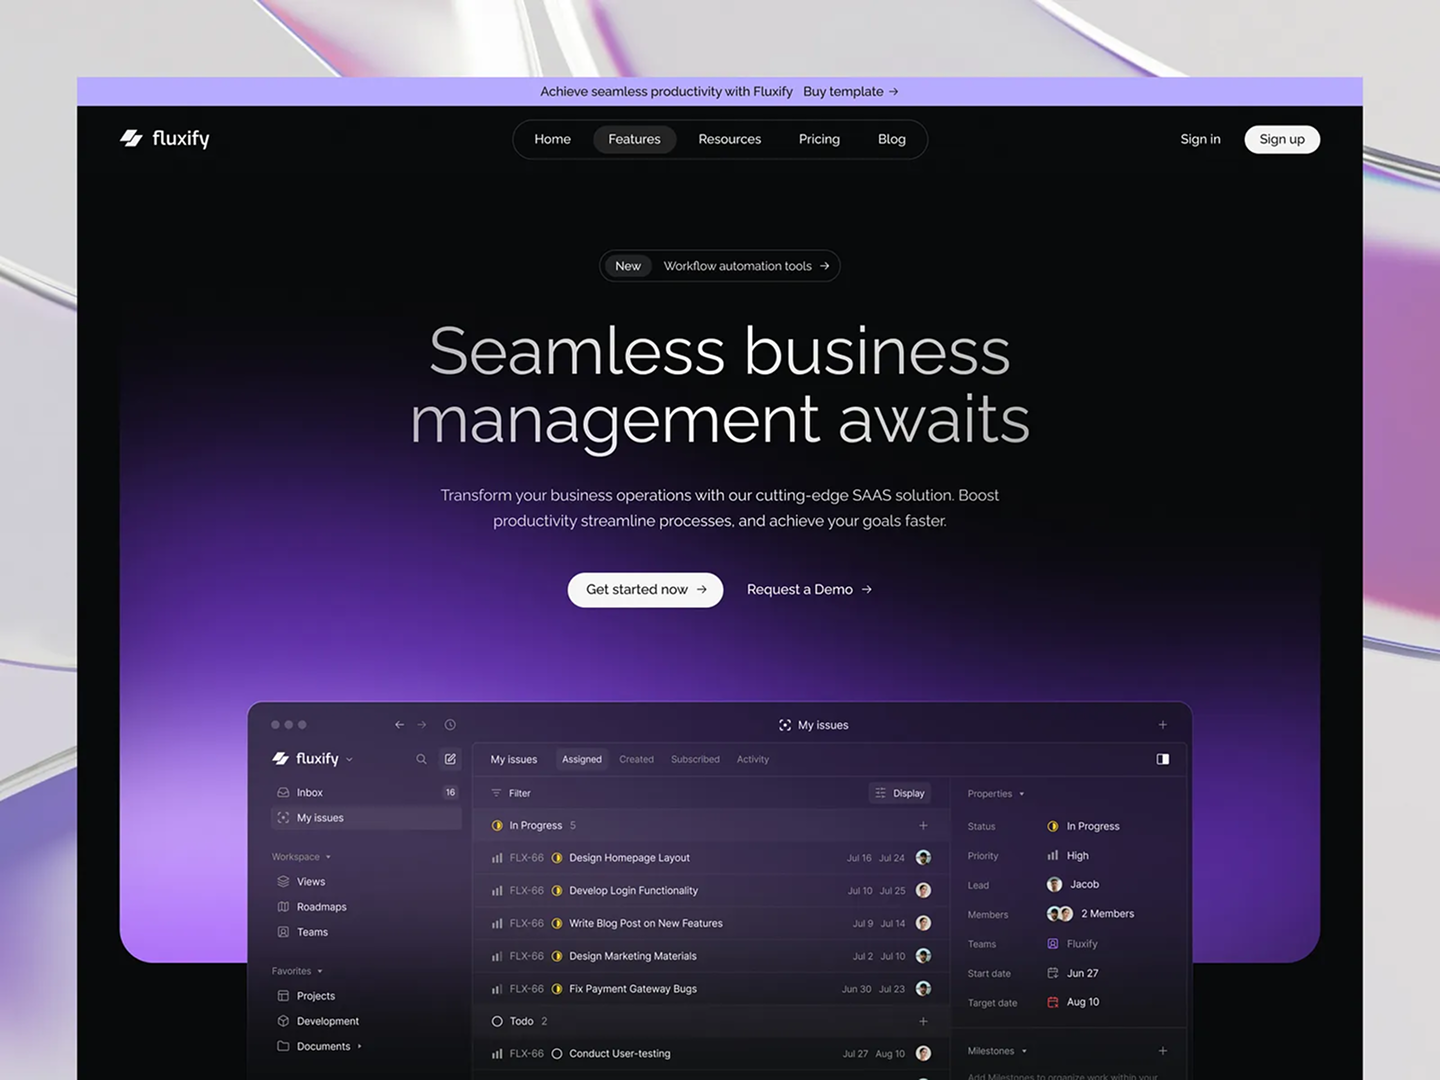 Achieve seamless productivity with Fluxify Buy template →
fluxify
Home Features Resources Pricing Blog
Sign in Sign up
New Workflow automation tools →
Seamless business
management awaits
Transform your business operations with our cutting-edge SAAS solution. Boost
productivity streamline processes, and achieve your goals faster.
Get started now → Request a Demo →
My issues
fluxify
Inbox 16
My issues
Workspace
Views
Roadmaps
Teams
Favorites
Projects
Development
Documents
My issues Assigned Created Subscribed Activity
Filter Display
In Progress 5
FLX-66 Design Homepage Layout Jul 16 Jul 24
FLX-66 Develop Login Functionality Jul 10 Jul 25
FLX-66 Write Blog Post on New Features Jul 9 Jul 14
FLX-66 Design Marketing Materials Jul 2 Jul 10
FLX-66 Fix Payment Gateway Bugs Jun 30 Jul 23
Todo 2
FLX-66 Conduct User-testing Jul 27 Aug 10
Properties
Status In Progress
Priority High
Lead Jacob
Members 2 Members
Teams Fluxify
Start date Jun 27
Target date Aug 10
Milestones
Add Milestones to organize work within your